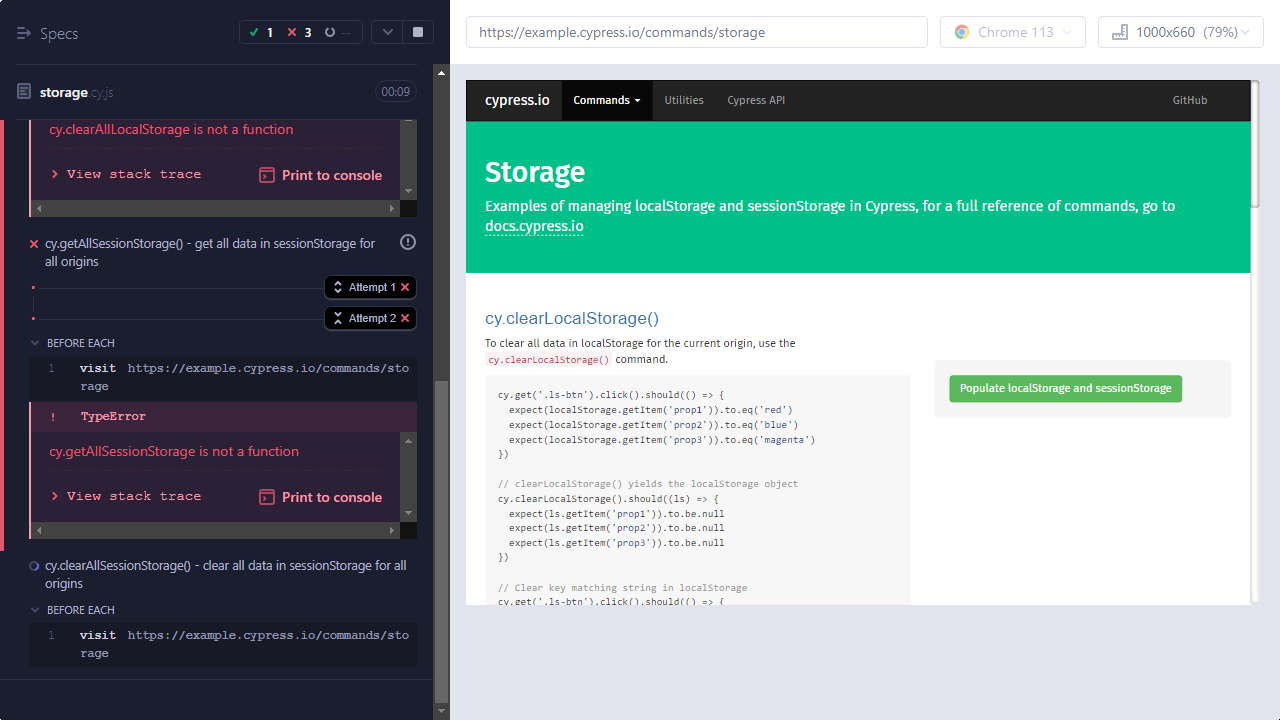 Specs
1 3 --
https://example.cypress.io/commands/storage
Chrome 113
1000x660 (79%)
storage.cy.js
00:09
cy.clearAllLocalStorage is not a function
View stack trace
Print to console
cy.getAllSessionStorage() - get all data in sessionStorage for
all origins
Attempt 1
Attempt 2
BEFORE EACH
1 visit https://example.cypress.io/commands/sto
rage
! TypeError
cy.getAllSessionStorage is not a function
View stack trace
Print to console
cy.clearAllSessionStorage() - clear all data in sessionStorage for all
origins
BEFORE EACH
1 visit https://example.cypress.io/commands/sto
rage
cypress.io
Commands
Utilities
Cypress API
GitHub
Storage
Examples of managing localStorage and sessionStorage in Cypress, for a full reference of commands, go to
docs.cypress.io
cy.clearLocalStorage()
To clear all data in localStorage for the current origin, use the
cy.clearLocalStorage() command.
cy.get('.ls-btn').click().should(() => {
expect(localStorage.getItem('prop1')).to.eq('red')
expect(localStorage.getItem('prop2')).to.eq('blue')
expect(localStorage.getItem('prop3')).to.eq('magenta')
})
// clearLocalStorage() yields the localStorage object
cy.clearLocalStorage().should((ls) => {
expect(ls.getItem('prop1')).to.be.null
expect(ls.getItem('prop2')).to.be.null
expect(ls.getItem('prop3')).to.be.null
})
// Clear key matching string in localStorage
cy.get('.ls-btn').click().should(() => {
Populate localStorage and sessionStorage